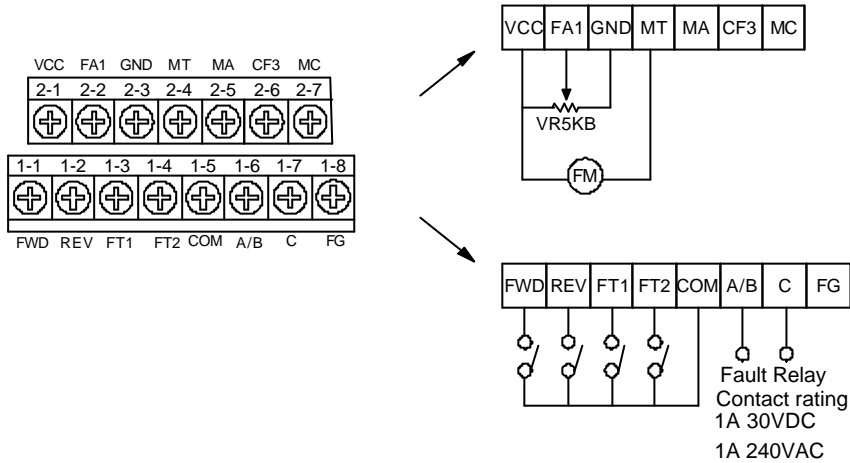 VCC FA1 GND MT MA CF3 MC
2-1 2-2 2-3 2-4 2-5 2-6 2-7
1-1 1-2 1-3 1-4 1-5 1-6 1-7 1-8
FWD REV FT1 FT2 COM A/B C FG
VCC FA1 GND MT MA CF3 MC
VR5KB
FM
FWD REV FT1 FT2 COM A/B C FG
Fault Relay
Contact rating
1A 30VDC
1A 240VAC